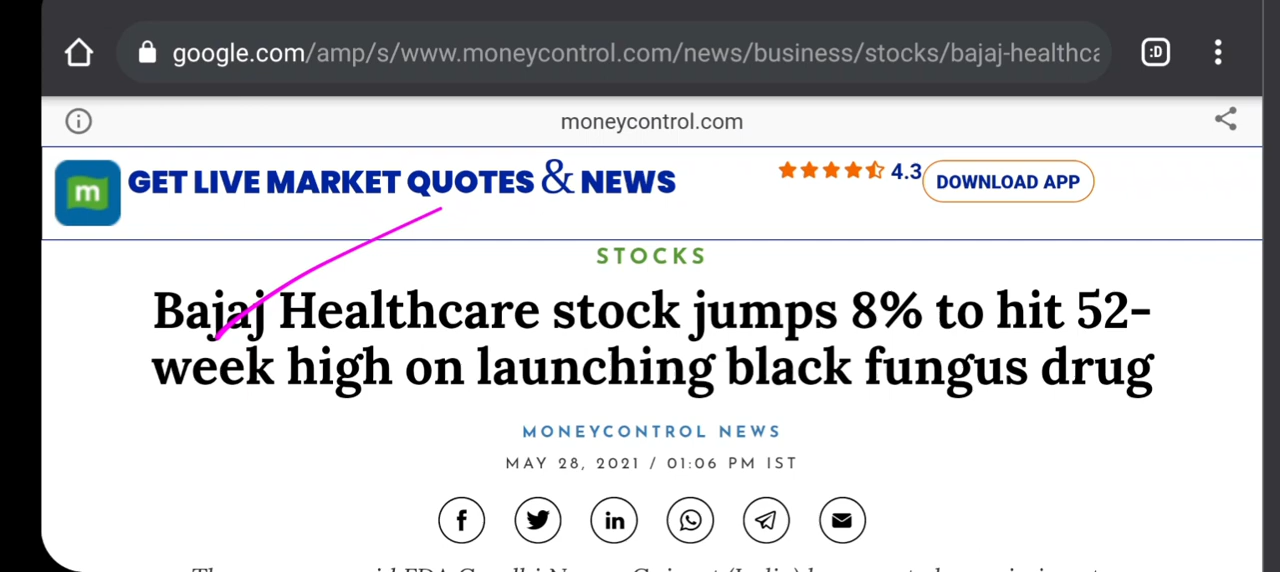 google.com/amp/s/www.moneycontrol.com/news/business/stocks/bajaj-healthca
:D
moneycontrol.com
m
GET LIVE MARKET QUOTES & NEWS
4.3
DOWNLOAD APP
STOCKS
Bajaj Healthcare stock jumps 8% to hit 52-
week high on launching black fungus drug
MONEYCONTROL NEWS
MAY 28, 2021 / 01:06 PM IST